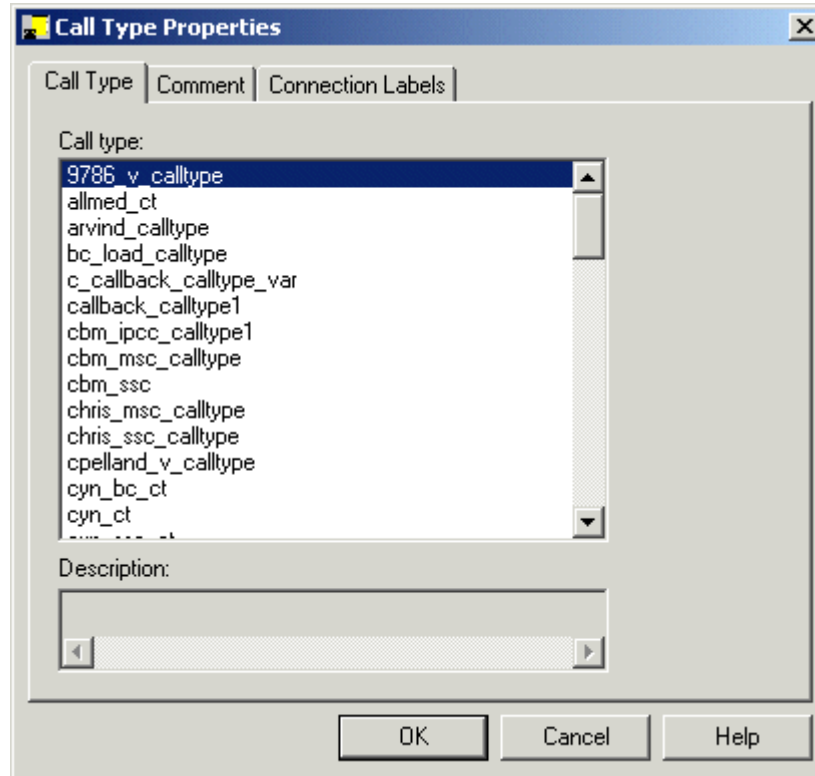 Call Type Properties
Call Type Comment Connection Labels
Call type:
9786_v_calltype
allmed_ct
arvind_calltype
bc_load_calltype
c_callback_calltype_var
callback_calltype1
cbm_ipcc_calltype1
cbm_msc_calltype
cbm_ssc
chris_msc_calltype
chris_ssc_calltype
cpelland_v_calltype
cyn_bc_ct
cyn_ct
Description:
OK Cancel Help